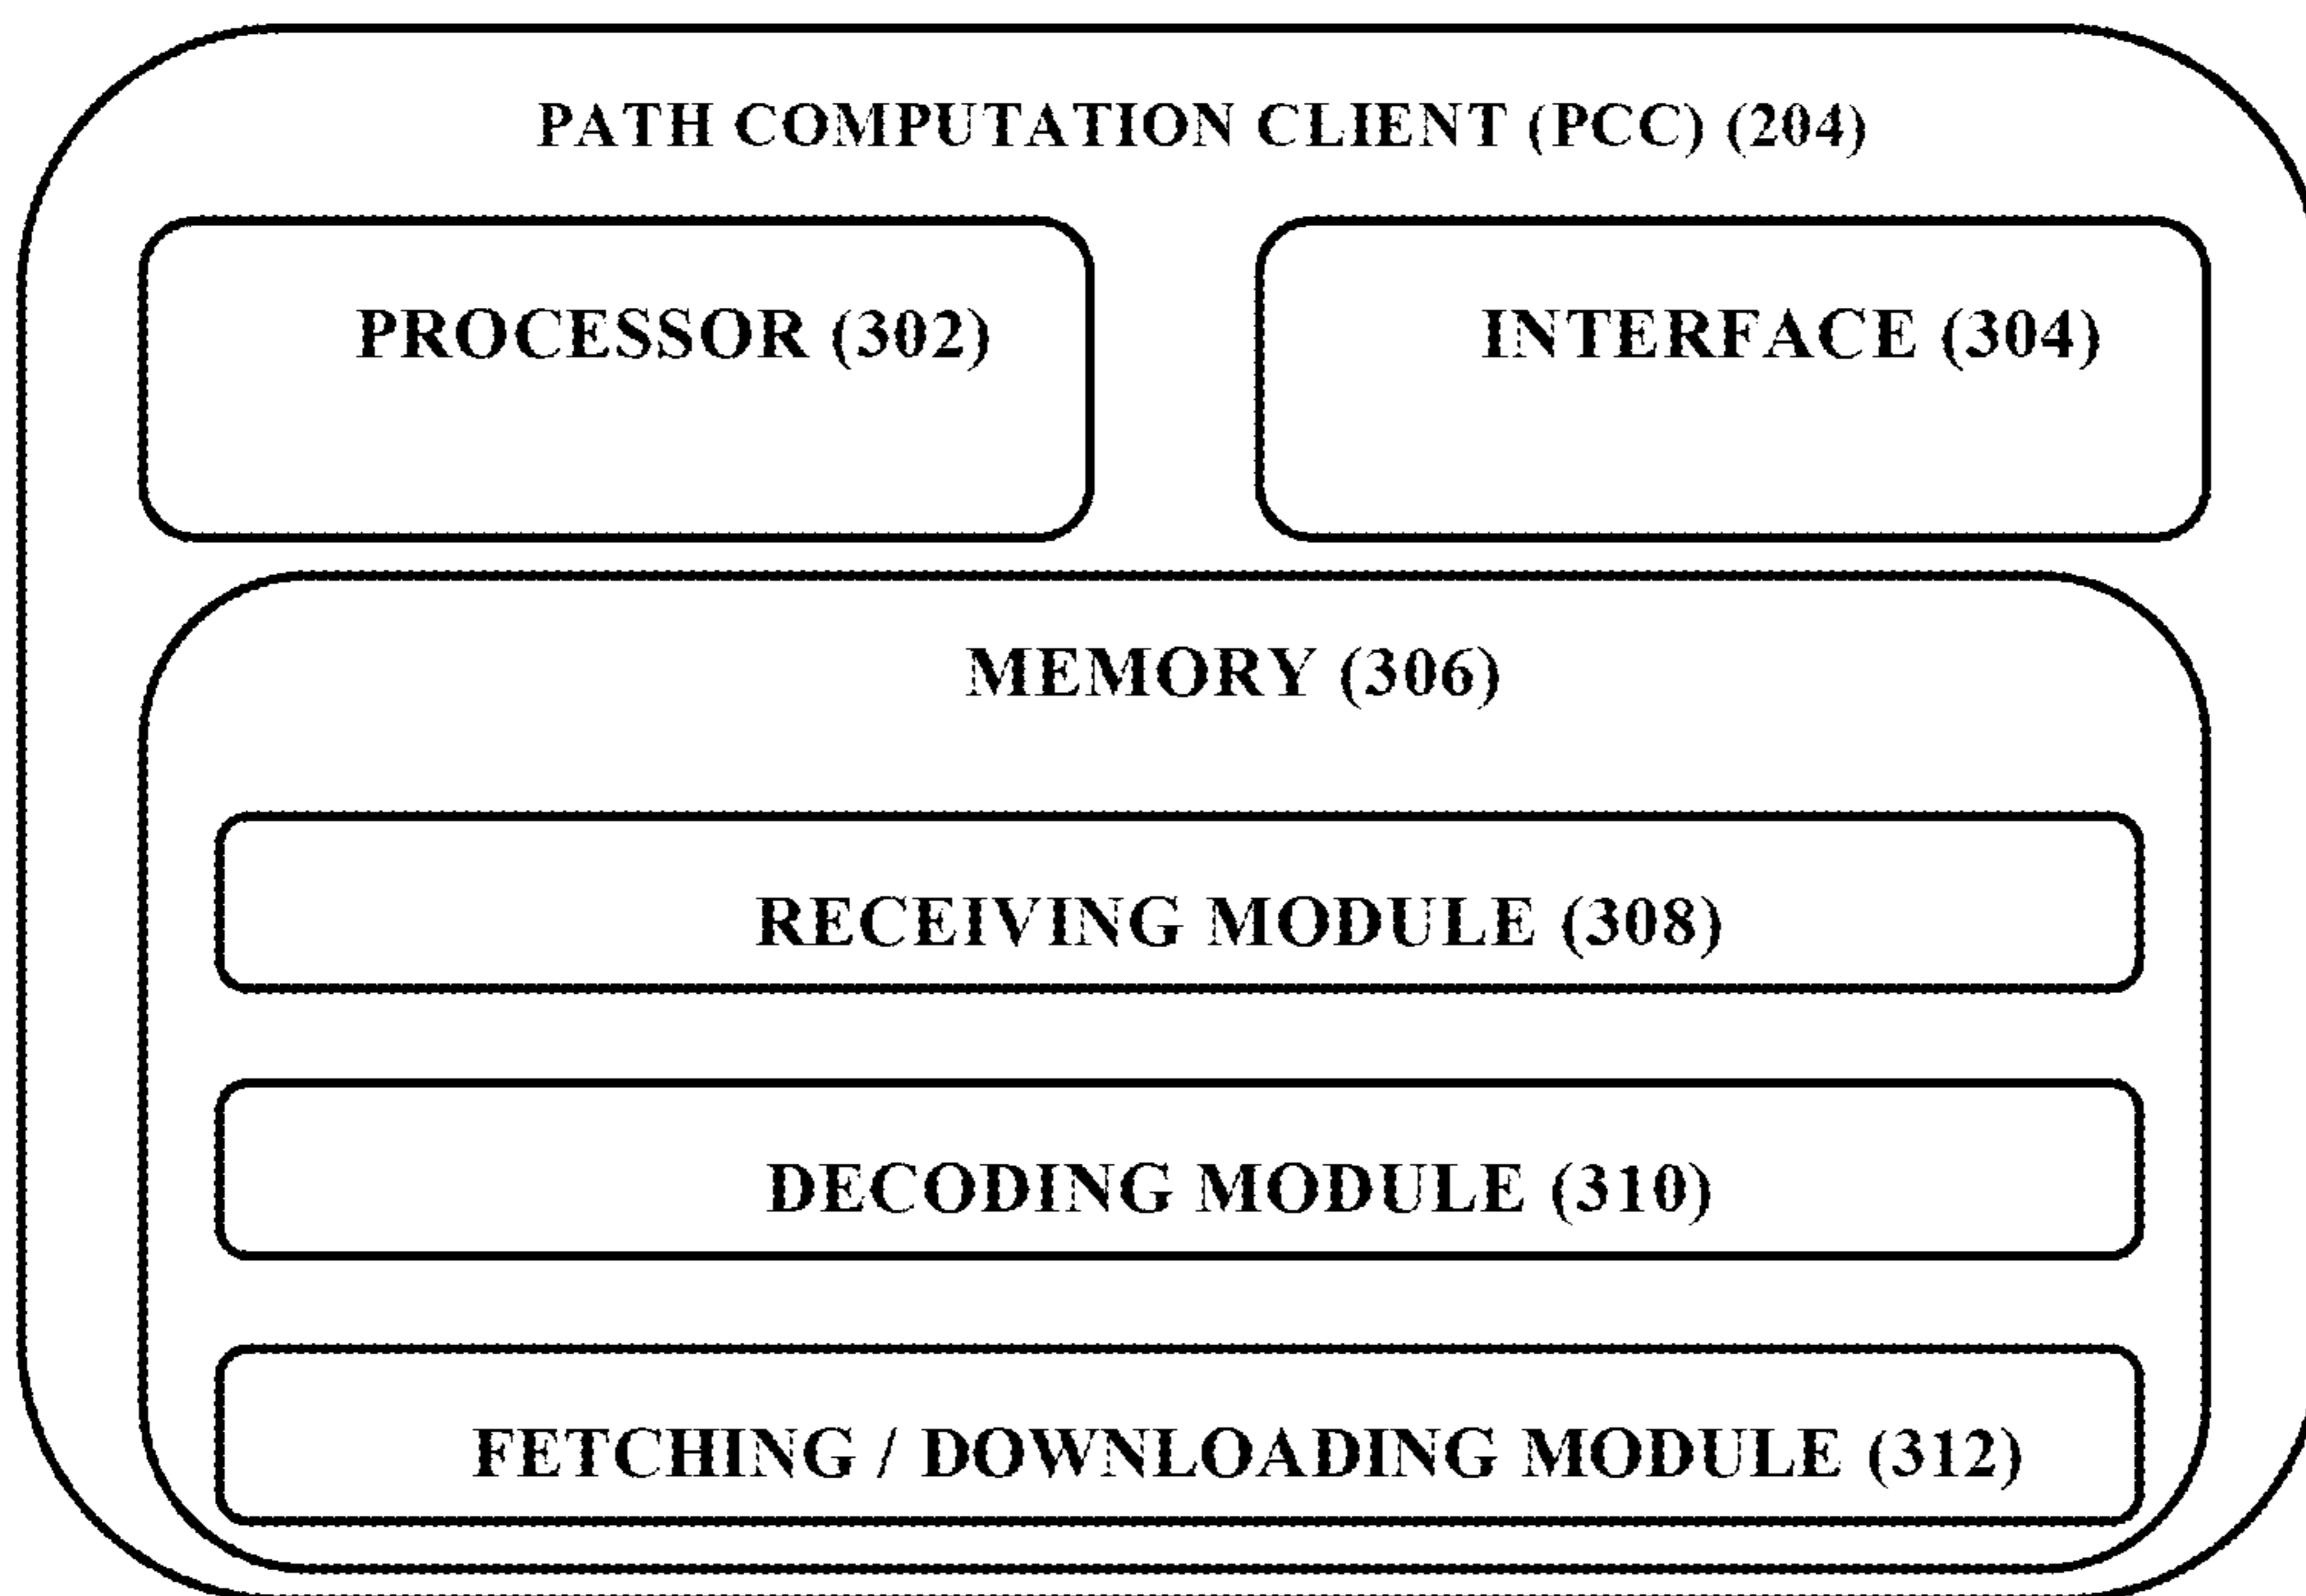 PATH COMPUTATION CLIENT (PCC) (204)
PROCESSOR (302)
INTERFACE (304)
MEMORY (306)
RECEIVING MODULE (308)
DECODING MODULE (310)
FETCHING / DOWNLOADING MODULE (312)